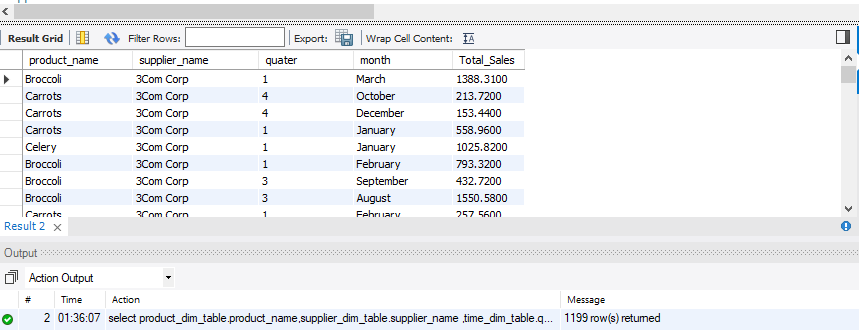 Result Grid Filter Rows: Export: Wrap Cell Content:
product_name supplier_name quater month Total_Sales
Broccoli 3Com Corp 1 March 1388.3100
Carrots 3Com Corp 4 October 213.7200
Carrots 3Com Corp 4 December 153.4400
Carrots 3Com Corp 1 January 558.9600
Celery 3Com Corp 1 January 1025.8200
Broccoli 3Com Corp 1 February 793.3200
Broccoli 3Com Corp 3 September 432.7200
Broccoli 3Com Corp 3 August 1550.5800
Carrots 3Com Corp 1 February 257.5600
Result 2
Output
Action Output
# Time Action Message
2 01:36:07 select product_dim_table.product_name,supplier_dim_table.supplier_name ,time_dim_table.q... 1199 row(s) returned